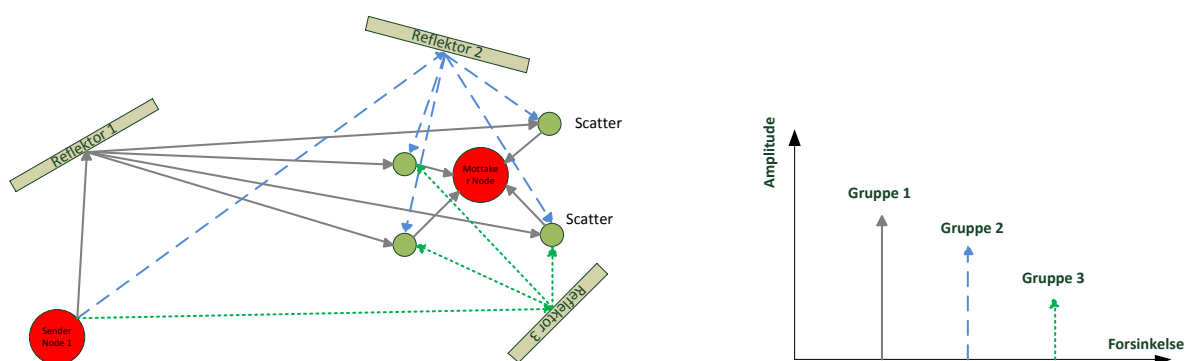 Reflektor 2
Reflektor 1
Scatter
Mottake
r Node
Scatter
Reflektor 3
Sender
Node 1
Amplitude
Gruppe 1
Gruppe 2
Gruppe 3
Forsinkelse